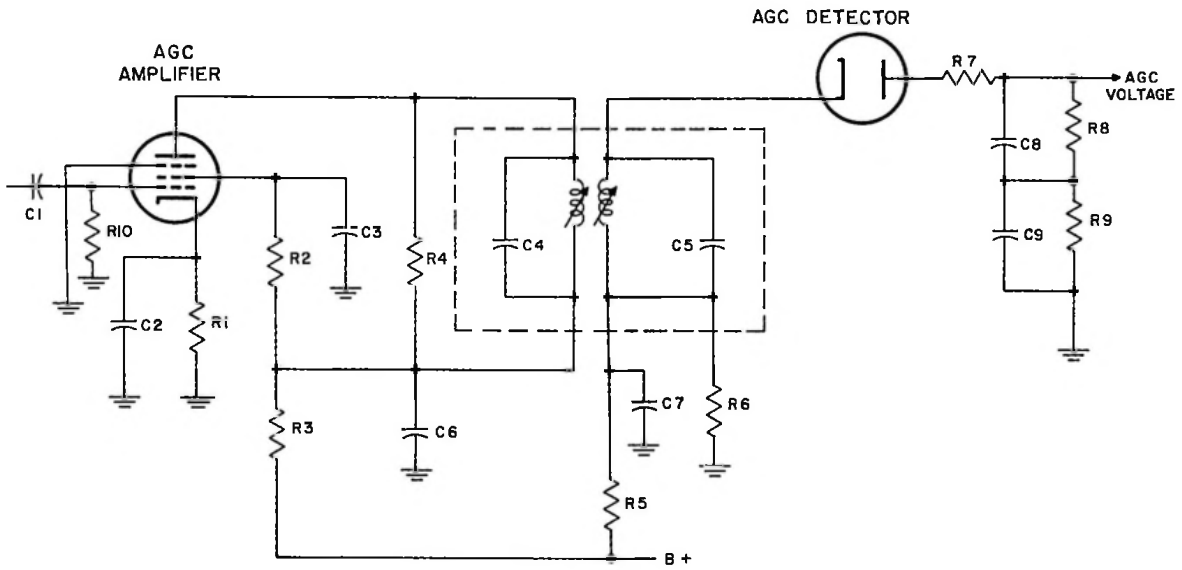 AGC DETECTOR
AGC
AMPLIFIER
R7
AGC
VOLTAGE
C8
R8
C1
R10
C3
R2
R4
C4
C5
C9
R9
C2
R1
R3
C6
C7
R6
R5
B+